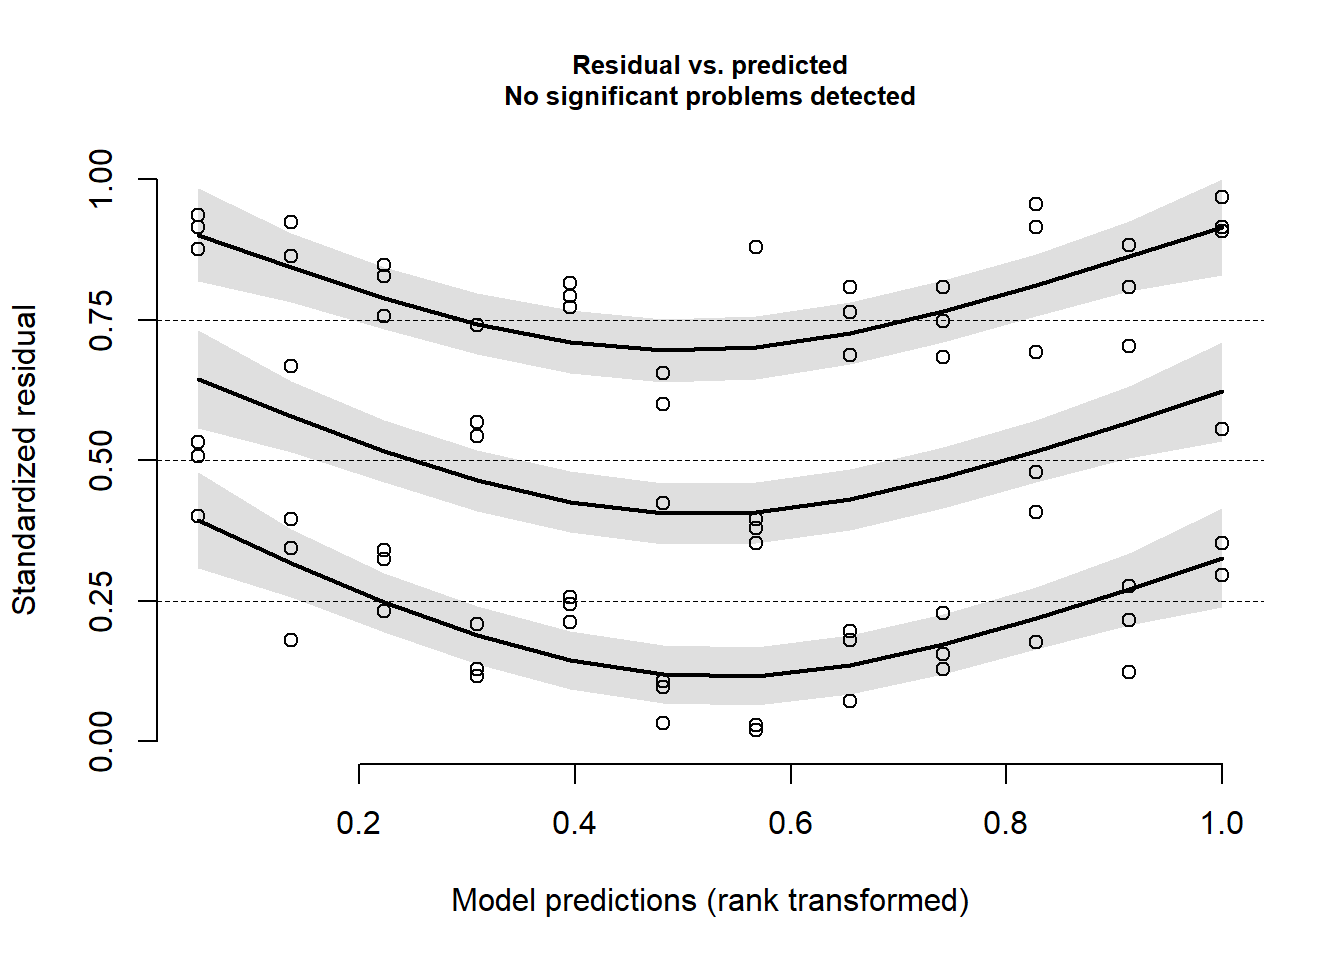 Residual vs. predicted
No significant problems detected
Standardized residual
1.00
0.75
0.50
0.25
0.00
0.2 0.4 0.6 0.8 1.0
Model predictions (rank transformed)